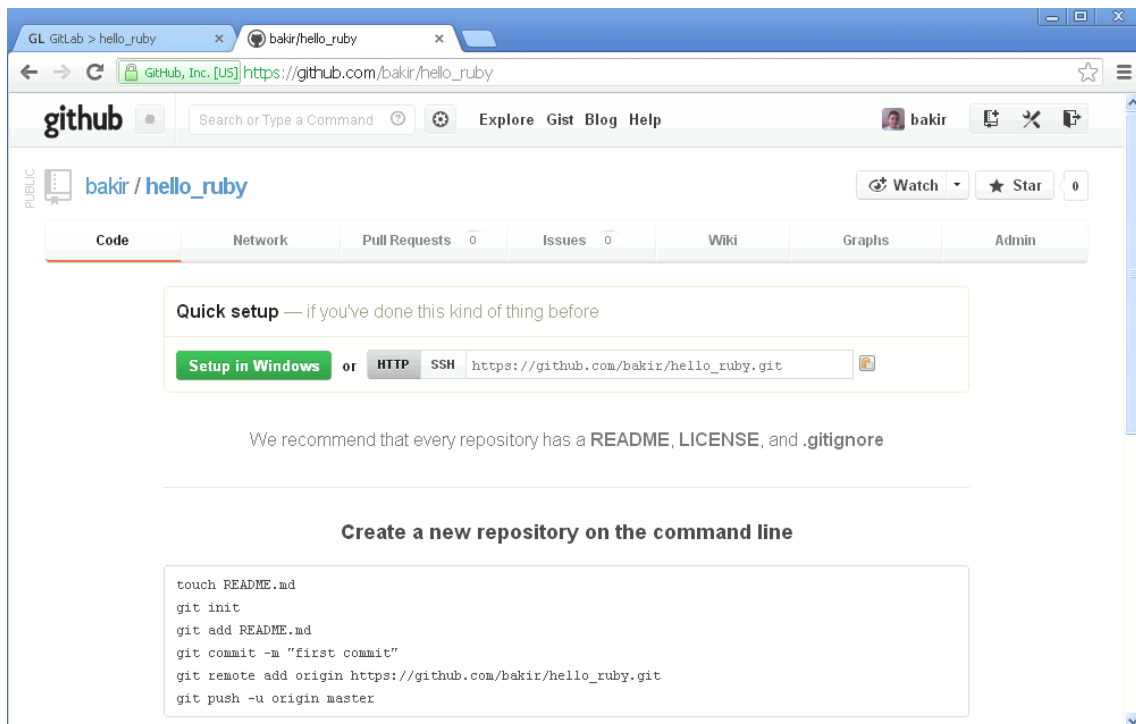 GL GitLab > hello_ruby
bakir/hello_ruby
GitHub, Inc. [US] https://github.com/bakir/hello_ruby
github Search or Type a Command Explore Gist Blog Help bakir
PUBLIC
bakir / hello_ruby Watch Star 0
Code Network Pull Requests 0 Issues 0 Wiki Graphs Admin
Quick setup — if you've done this kind of thing before
Setup in Windows or HTTP SSH https://github.com/bakir/hello_ruby.git
We recommend that every repository has a README, LICENSE, and .gitignore
Create a new repository on the command line
touch README.md
git init
git add README.md
git commit -m "first commit"
git remote add origin https://github.com/bakir/hello_ruby.git
git push -u origin master